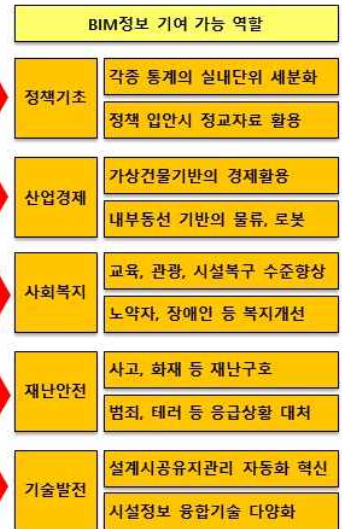 BIM정보 기여 가능 역할
정책기초
각종 통계의 실내단위 세분화
정책 입안시 정교자료 활용
산업경제
가상건물기반의 경제활용
내부동선 기반의 물류, 로봇
사회복지
교육, 관광, 시설복구 수준향상
노약자, 장애인 등 복지개선
재난안전
사고, 화재 등 재난구호
범죄, 테러 등 응급상황 대처
기술발전
설계시공유지관리 자동화 혁신
시설정보 융합기술 다양화